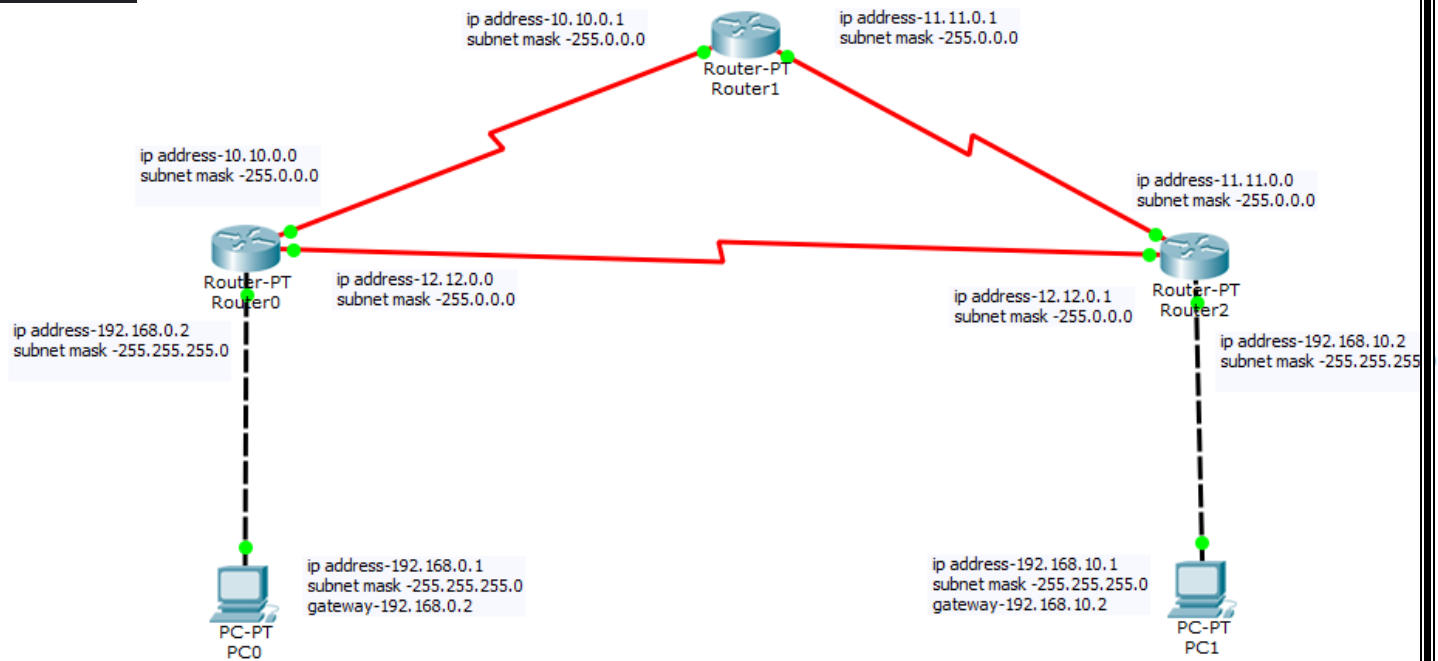 ip address-10.10.0.1
subnet mask -255.0.0.0
ip address-11.11.0.1
subnet mask -255.0.0.0
Router-PT
Router1
ip address-10.10.0.0
subnet mask -255.0.0.0
ip address-11.11.0.0
subnet mask -255.0.0.0
Router-PT
Router0
ip address-12.12.0.0
subnet mask -255.0.0.0
ip address-12.12.0.1
subnet mask -255.0.0.0
Router-PT
Router2
ip address-192.168.0.2
subnet mask -255.255.255.0
ip address-192.168.10.2
subnet mask -255.255.255
ip address-192.168.0.1
subnet mask -255.255.255.0
gateway-192.168.0.2
PC-PT
PC0
ip address-192.168.10.1
subnet mask -255.255.255.0
gateway-192.168.10.2
PC-PT
PC1